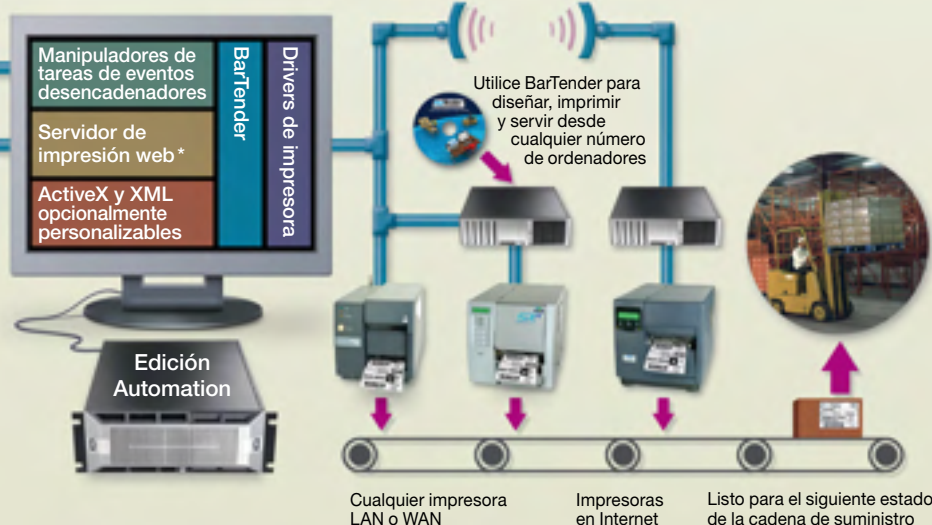 Manipuladores de
tareas de eventos
desencadenadores
Servidor de
impresión web*
ActiveX y XML
opcionalmente
personalizables
BarTender
Drivers de impresora
Utilice BarTender para
diseñar, imprimir
y servir desde
cualquier número
de ordenadores
Edición
Automation
Cualquier impresora
LAN o WAN
Impresoras
en Internet
Listo para el siguiente estado
de la cadena de suministro